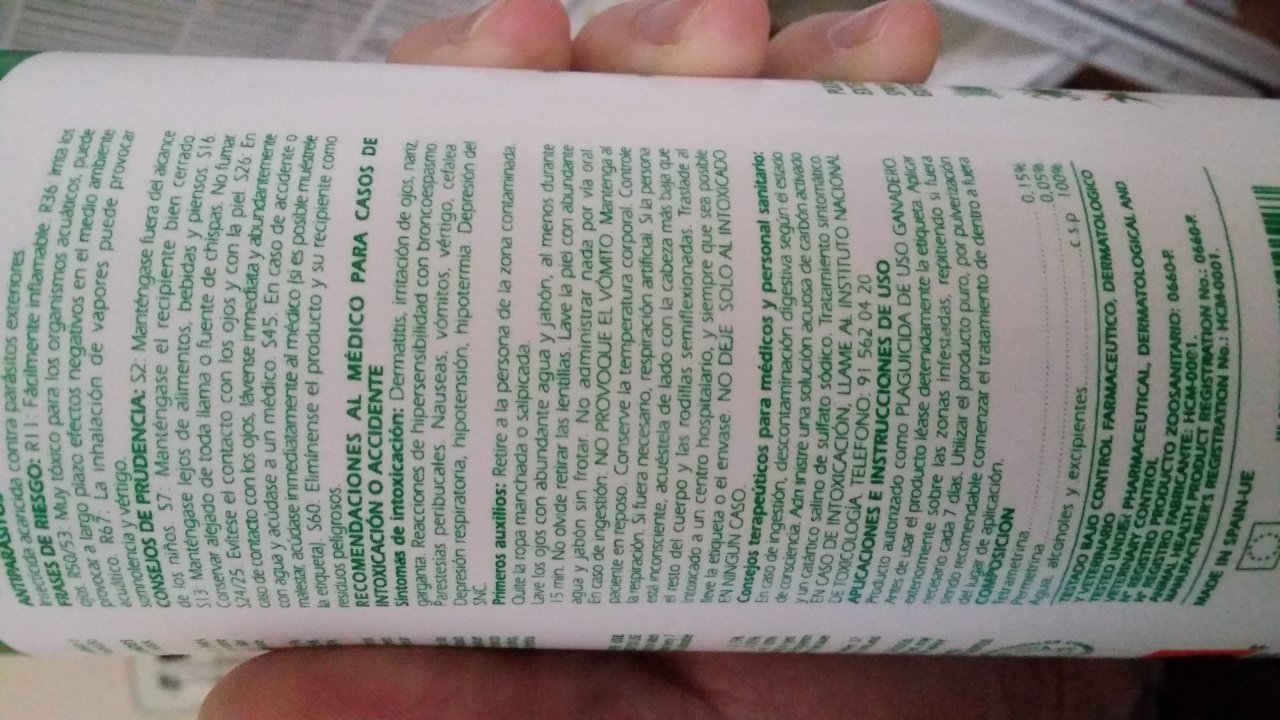 ANTIPARASITOS
Insecticida acaricida contra parásitos externos.
FRASES DE RIESGO: R11: Fácilmente inflamable. R36 irrita los
ojos. R50/53: Muy tóxico para los organismos acuáticos, puede
provocar a largo plazo efectos negativos en el medio ambiente
acuático. R67: La inhalación de vapores puede provocar
somnolencia y vértigo.
CONSEJOS DE PRUDENCIA: S2: Manténgase fuera del alcance
de los niños. S7: Manténgase el recipiente bien cerrado.
S13: Manténgase lejos de alimentos, bebidas y piensos. S16:
Conservar alejado de toda llama o fuente de chispas. No fumar.
S24/25 Evítese el contacto con los ojos y con la piel. S26: En
caso de contacto con los ojos, lávense inmediata y abundantemente
con agua y acúdase a un médico. S45: En caso de accidente o
malestar, acúdase inmediatamente al médico (si es posible muéstrele
la etiqueta). S60: Elimínense el producto y su recipiente como
residuos peligrosos.
RECOMENDACIONES AL MÉDICO PARA CASOS DE
INTOXICACIÓN O ACCIDENTE
Síntomas de intoxicación: Dermatitis, irritación de ojos, nariz,
garganta. Reacciones de hipersensibilidad con broncoespasmo.
Parestesias peribucales. Nauseas, vómitos, vértigo, cefalea.
Depresión respiratoria, hipotensión, hipotermia. Depresión del
SNC.
Primeros auxilios: Retire a la persona de la zona contaminada.
Quite la ropa manchada o salpicada.
Lave los ojos con abundante agua y jabón, al menos durante
15 min. No olvide retirar las lentillas. Lave la piel con abundante
agua y jabón sin frotar. No administrar nada por vía oral.
En caso de ingestión: NO PROVOQUE EL VÓMITO. Mantenga al
paciente en reposo. Conserve la temperatura corporal. Controle
la respiración. Si fuera necesario, respiración artificial. Si la persona
está inconsciente, acuéstela de lado con la cabeza más baja que
el resto del cuerpo y las rodillas semiflexionadas. Traslade al
intoxicado a un centro hospitalario, y siempre que sea posible
lleve la etiqueta o el envase. NO DEJE SOLO AL INTOXICADO
EN NINGÚN CASO.
Consejos terapeúticos para médicos y personal sanitario:
En caso de ingestión, descontaminación digestiva según el estado
de consciencia. Administre una solución acuosa de carbón activado
y un catártico salino de sulfato sódico. Tratamiento sintomático.
EN CASO DE INTOXICACIÓN, LLAME AL INSTITUTO NACIONAL
DE TOXICOLOGÍA. TELEFONO: 91 562 04 20
APLICACIONES E INSTRUCCIONES DE USO
Producto autorizado como PLAGUICIDA DE USO GANADERO.
Antes de usar el producto léase detenidamente la etiqueta. Aplicar
externamente sobre las zonas infestadas, repitiendo si fuera
necesario cada 7 días. Utilizar el producto puro, por pulverización
siendo recomendable comenzar el tratamiento de dentro a fuera
del lugar de aplicación.
COMPOSICION
Tetrametrina 0,15%
Permetrina 0,05%
Agua, alcoholes y excipientes c s p 100%
TESTADO BAJO CONTROL FARMACEUTICO, DERMATOLOGICO
Y VETERINARIO
VETED UNDER PHARMACEUTICAL, DERMATOLOGICAL AND
VETERINARY CONTROL
Nº REGISTRO PRODUCTO ZOOSANITARIO: 0660-P.
Nº REGISTRO FABRICANTE: HCM-0001.
ANIMAL HEALTH PRODUCT REGISTRATION No.: 0660-P.
MANUFACTURER'S REGISTRATION No.: HCM-0001.
MADE IN SPAIN-UE